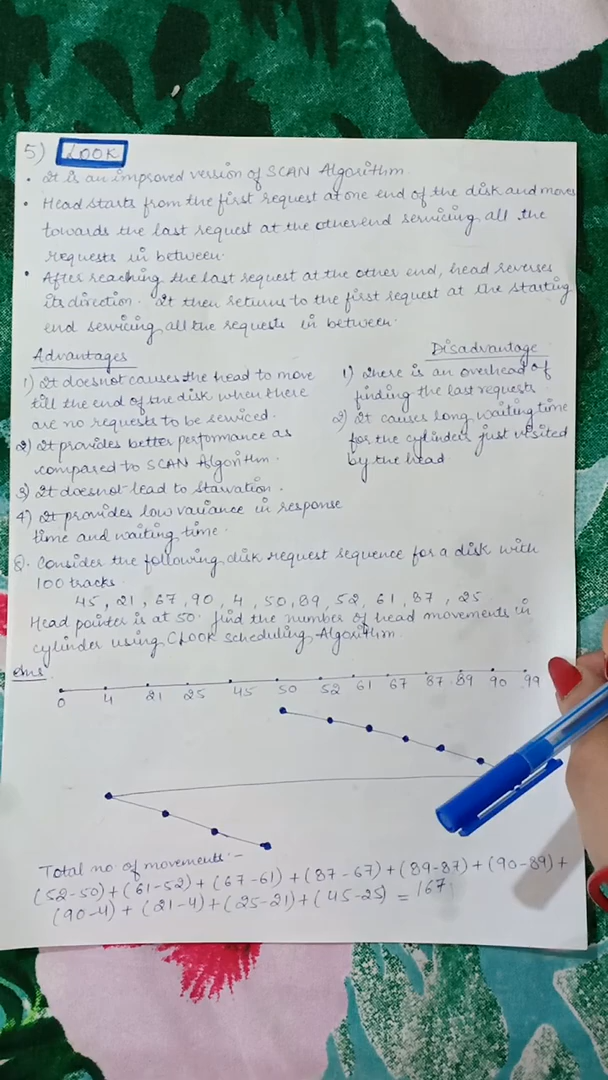 5) LOOK
• It is an improved version of SCAN Algorithm.
• Head starts from the first request at one end of the disk and moves
towards the last request at the other end servicing all the
requests in between.
• After reaching the last request at the other end, head reverses
its direction. It then returns to the first request at the starting
end servicing all the requests in between.
Advantages
1) It doesnot causes the head to move
till the end of the disk when there
are no requests to be serviced.
2) It provides better performance as
compared to SCAN Algorithm.
3) It doesnot lead to starvation.
4) It provides low variance in response
time and waiting time.
Disadvantage
1) There is an overhead of
finding the last requests.
2) It causes long waiting time
for the cylinders just visited
by the head.
Q. Consider the following disk request sequence for a disk with
100 tracks.
45, 21, 67, 90, 4, 50, 89, 52, 61, 87, 25
Head pointer is at 50. find the number of head movements in
cylinder using CLOOK scheduling Algorithm.
Ans
0 4 21 25 45 50 52 61 67 87 89 90 99
Total no. of movements:-
(52-50)+(61-52)+(67-61)+(87-67)+(89-87)+(90-89)+
(90-4)+(21-4)+(25-21)+(45-25) = 167